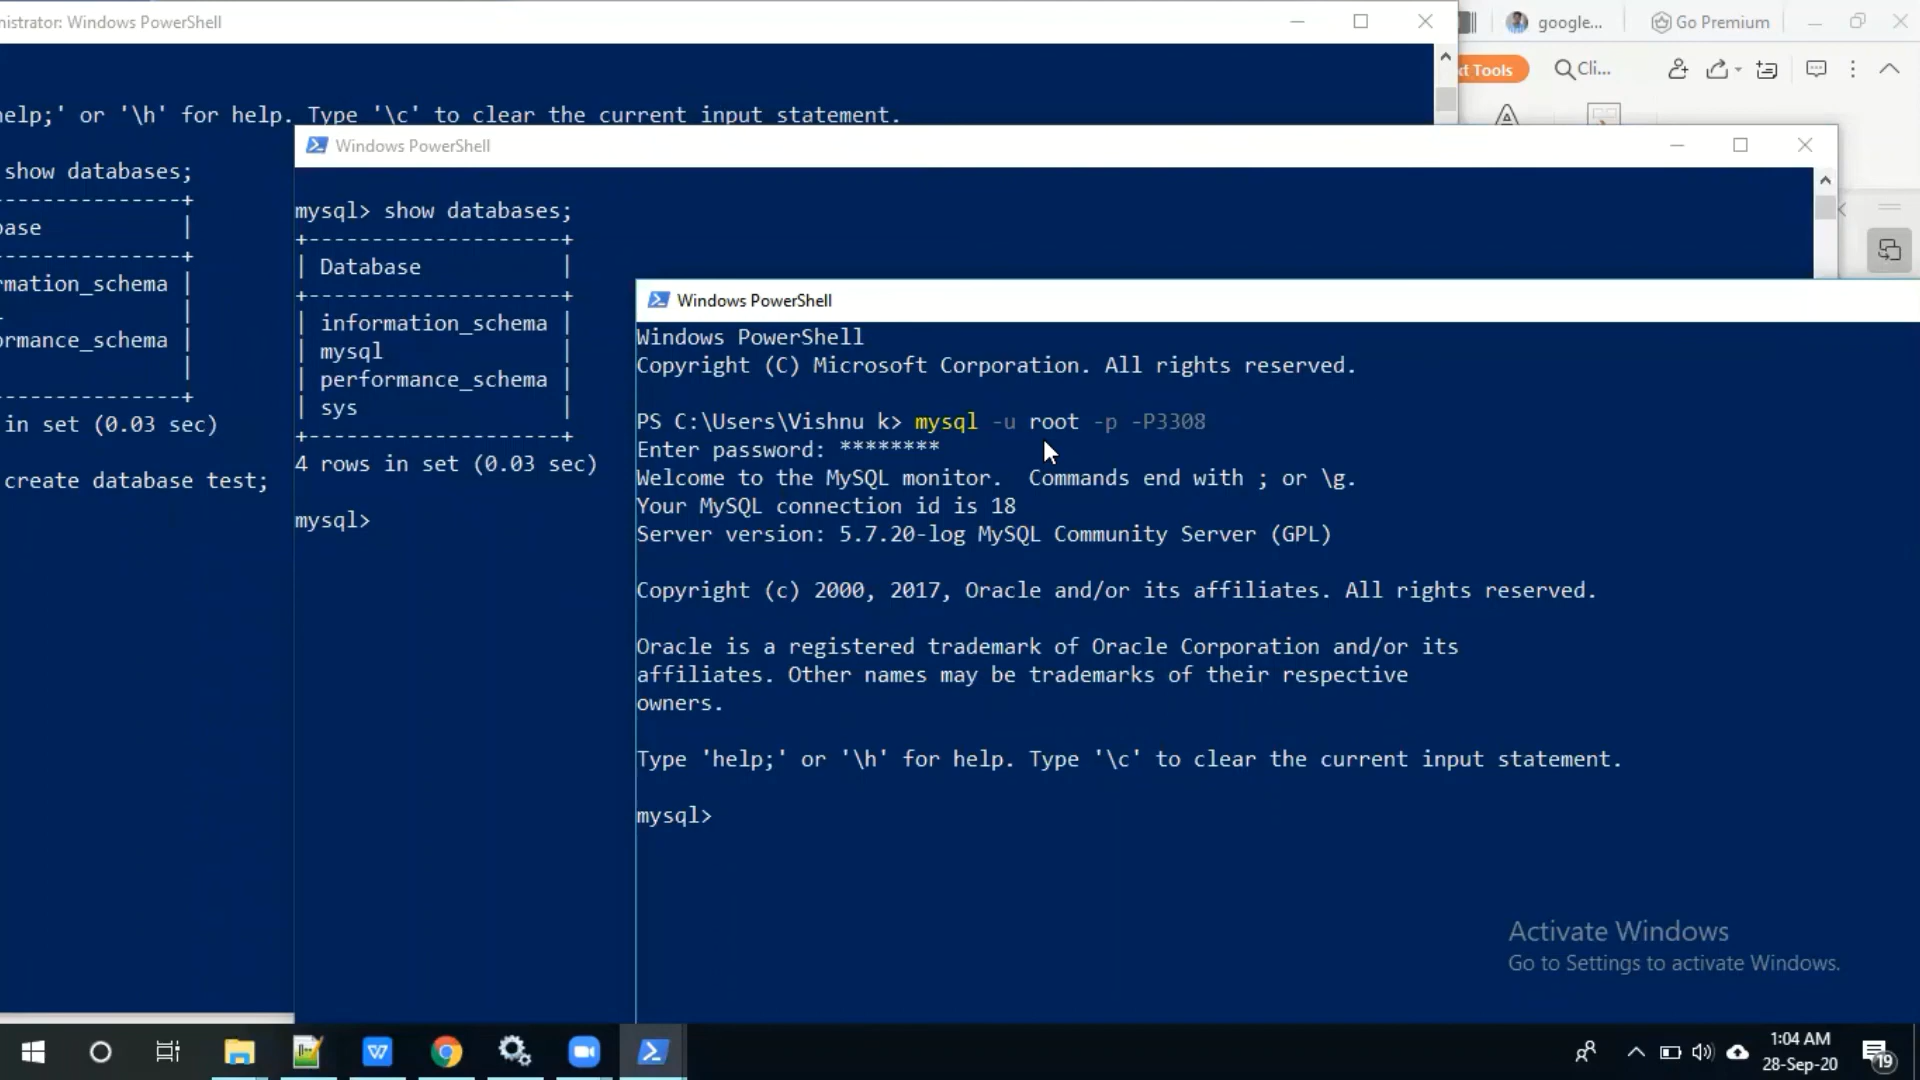 nistrator: Windows PowerShell
google...
Go Premium
elp;' or '\h' for help. Type '\c' to clear the current input statement.
xt Tools
Cli...
show databases;
---------------+
base |
---------------+
rmation_schema |
|
ormance_schema |
|
---------------+
in set (0.03 sec)
create database test;
Windows PowerShell
mysql> show databases;
+--------------------+
| Database |
+--------------------+
| information_schema |
| mysql |
| performance_schema |
| sys |
+--------------------+
4 rows in set (0.03 sec)
mysql>
Windows PowerShell
Windows PowerShell
Copyright (C) Microsoft Corporation. All rights reserved.
PS C:\Users\Vishnu k> mysql -u root -p -P3308
Enter password: ********
Welcome to the MySQL monitor.  Commands end with ; or \g.
Your MySQL connection id is 18
Server version: 5.7.20-log MySQL Community Server (GPL)
Copyright (c) 2000, 2017, Oracle and/or its affiliates. All rights reserved.
Oracle is a registered trademark of Oracle Corporation and/or its
affiliates. Other names may be trademarks of their respective
owners.
Type 'help;' or '\h' for help. Type '\c' to clear the current input statement.
mysql>
Activate Windows
Go to Settings to activate Windows.
1:04 AM
28-Sep-20
19